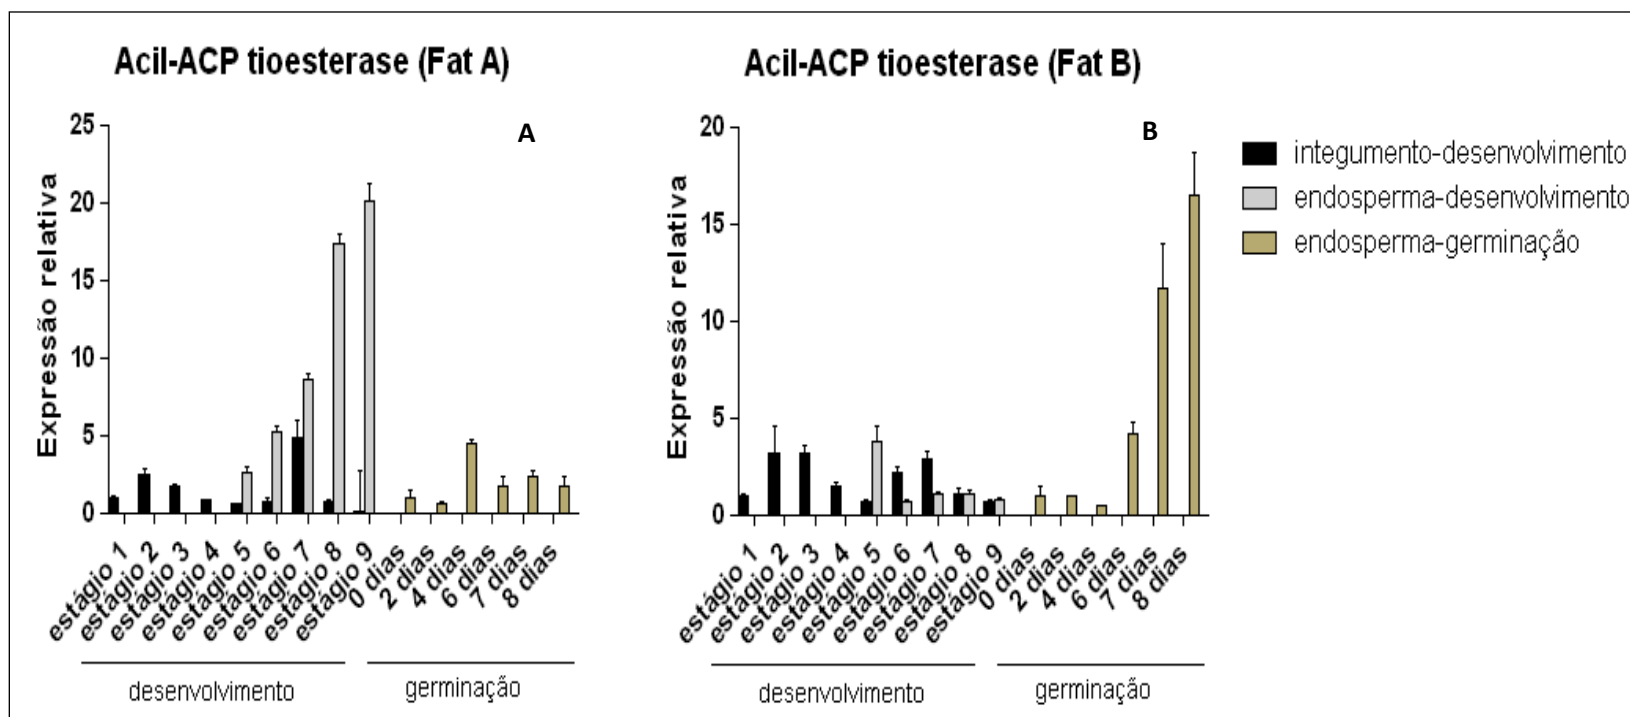 Acil-ACP tioesterase (Fat A)
A
Expressão relativa
25
20
15
10
5
0
estágio 1
estágio 2
estágio 3
estágio 4
estágio 5
estágio 6
estágio 7
estágio 8
estágio 9
0 dias
2 dias
4 dias
6 dias
7 dias
8 dias
desenvolvimento
germinação
Acil-ACP tioesterase (Fat B)
B
Expressão relativa
20
15
10
5
0
estágio 1
estágio 2
estágio 3
estágio 4
estágio 5
estágio 6
estágio 7
estágio 8
estágio 9
0 dias
2 dias
4 dias
6 dias
7 dias
8 dias
desenvolvimento
germinação
integumento-desenvolvimento
endosperma-desenvolvimento
endosperma-germinação